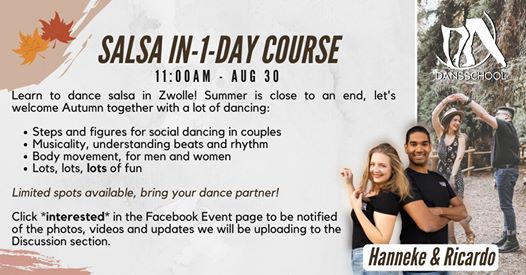 SALSA IN-1-DAY COURSE
11:00AM - AUG 30
DANSSCHOOL
Learn to dance salsa in Zwolle! Summer is close to an end, let's
welcome Autumn together with a lot of dancing:
• Steps and figures for social dancing in couples
• Musicality, understanding beats and rhythm
• Body movement, for men and women
• Lots, lots, lots of fun
Limited spots available, bring your dance partner!
Click *interested* in the Facebook Event page to be notified
of the photos, videos and updates we will be uploading to the
Discussion section.
Hanneke & Ricardo